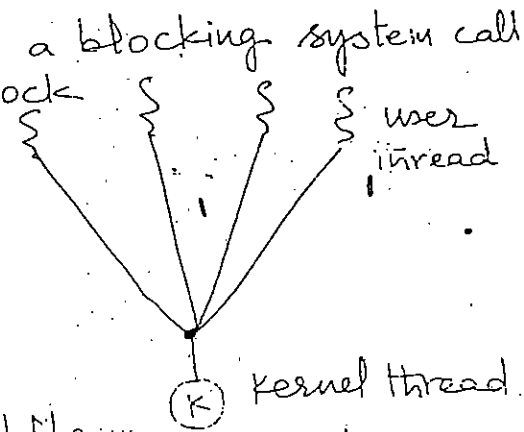 a blocking system call
ock
user
thread
K
kernel thread.